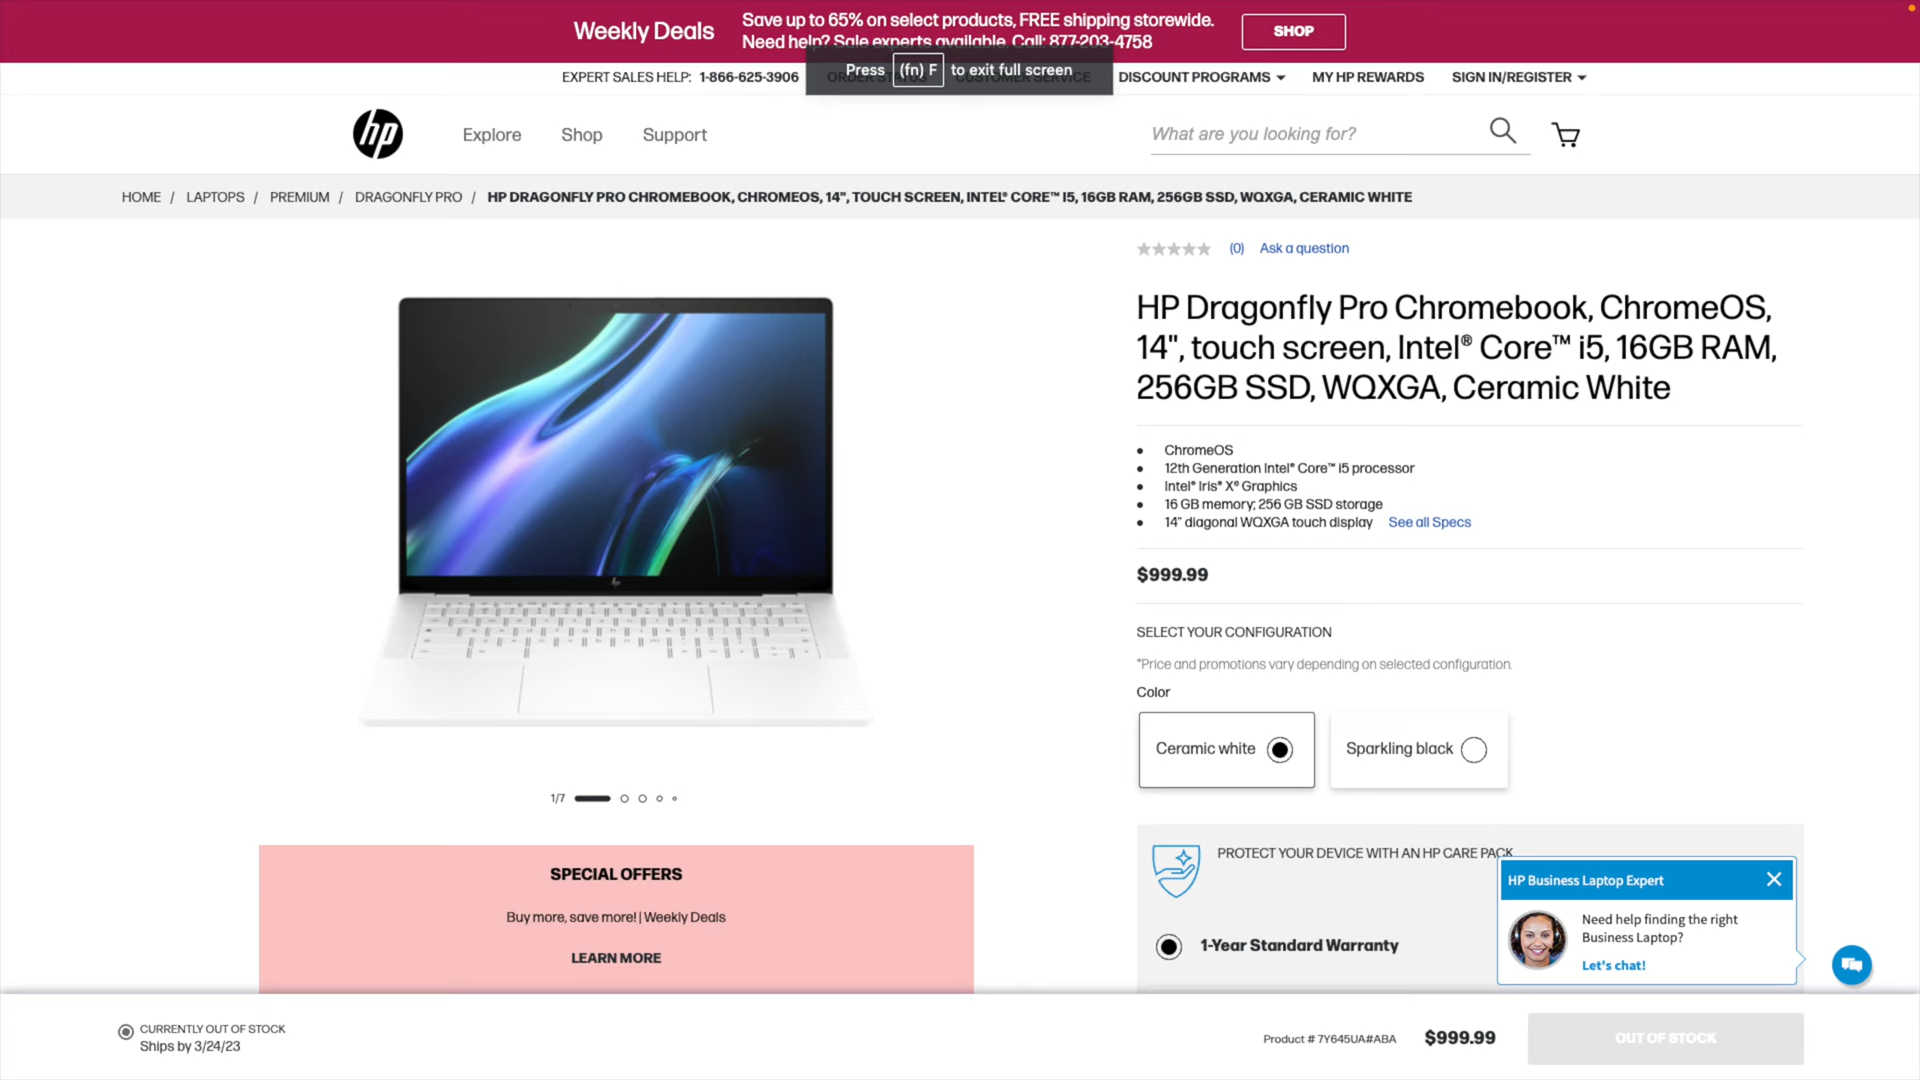 Weekly Deals
Save up to 65% on select products, FREE shipping storewide.
Need help? Sale experts available. Call: 877-203-4758
SHOP
Press (fn) F to exit full screen
EXPERT SALES HELP: 1-866-625-3906
ORDER STATUS
CUSTOMER SERVICE
DISCOUNT PROGRAMS
MY HP REWARDS
SIGN IN/REGISTER
hp
Explore
Shop
Support
What are you looking for?
HOME / LAPTOPS / PREMIUM / DRAGONFLY PRO / HP DRAGONFLY PRO CHROMEBOOK, CHROMEOS, 14", TOUCH SCREEN, INTEL® CORE™ I5, 16GB RAM, 256GB SSD, WQXGA, CERAMIC WHITE
(0) Ask a question
HP Dragonfly Pro Chromebook, ChromeOS,
14", touch screen, Intel® Core™ i5, 16GB RAM,
256GB SSD, WQXGA, Ceramic White
• ChromeOS
• 12th Generation Intel® Core™ i5 processor
• Intel® Iris® Xᵉ Graphics
• 16 GB memory; 256 GB SSD storage
• 14" diagonal WQXGA touch display See all Specs
$999.99
SELECT YOUR CONFIGURATION
*Price and promotions vary depending on selected configuration.
Color
Ceramic white
Sparkling black
1/7
SPECIAL OFFERS
Buy more, save more! | Weekly Deals
LEARN MORE
PROTECT YOUR DEVICE WITH AN HP CARE PACK
1-Year Standard Warranty
HP Business Laptop Expert
Need help finding the right
Business Laptop?
Let's chat!
CURRENTLY OUT OF STOCK
Ships by 3/24/23
Product # 7Y645UA#ABA
$999.99
OUT OF STOCK